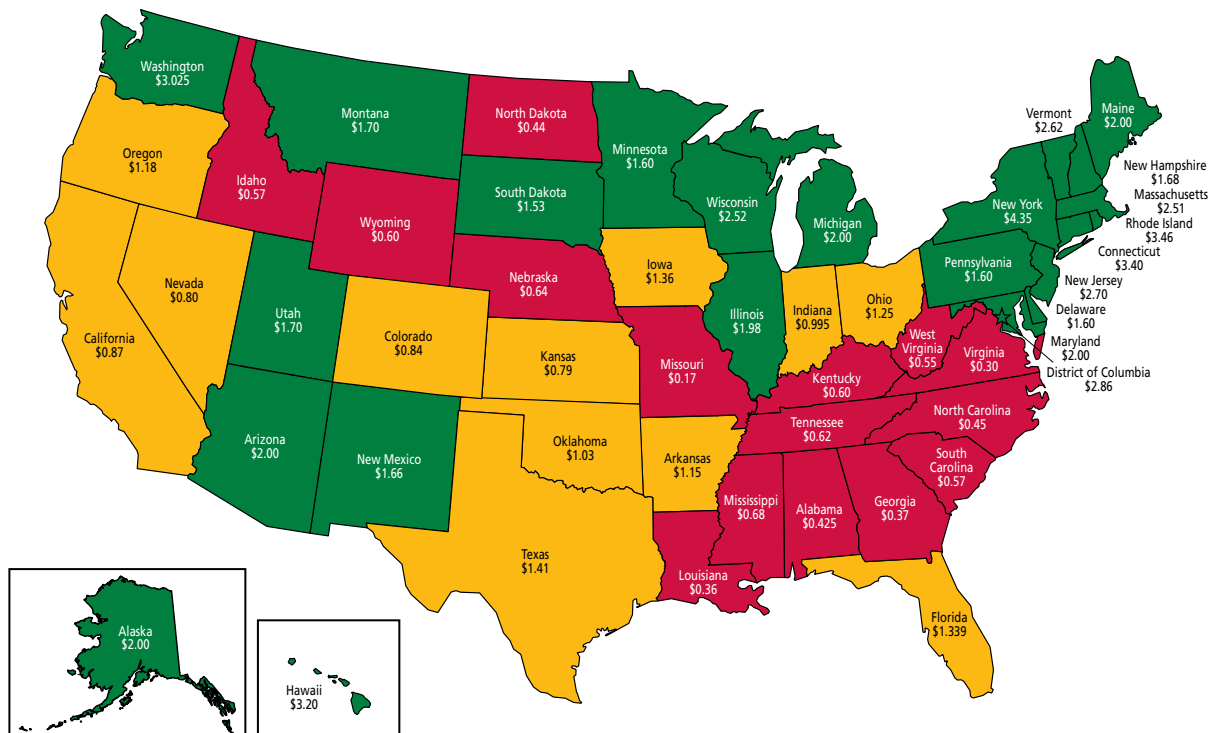 Washington
$3.025
Montana
$1.70
North Dakota
$0.44
Minnesota
$1.60
Vermont
$2.62
Maine
$2.00
Oregon
$1.18
Idaho
$0.57
Wyoming
$0.60
South Dakota
$1.53
Wisconsin
$2.52
Michigan
$2.00
New York
$4.35
New Hampshire
$1.68
Massachusetts
$2.51
Rhode Island
$3.46
Connecticut
$3.40
New Jersey
$2.70
Delaware
$1.60
Maryland
$2.00
District of Columbia
$2.86
Nevada
$0.80
Utah
$1.70
Nebraska
$0.64
Iowa
$1.36
Illinois
$1.98
Indiana
$0.995
Ohio
$1.25
Pennsylvania
$1.60
California
$0.87
Colorado
$0.84
Kansas
$0.79
Missouri
$0.17
Kentucky
$0.60
West
Virginia
$0.55
Virginia
$0.30
Arizona
$2.00
New Mexico
$1.66
Oklahoma
$1.03
Arkansas
$1.15
Tennessee
$0.62
North Carolina
$0.45
South
Carolina
$0.57
Mississippi
$0.68
Alabama
$0.425
Georgia
$0.37
Texas
$1.41
Louisiana
$0.36
Florida
$1.339
Alaska
$2.00
Hawaii
$3.20